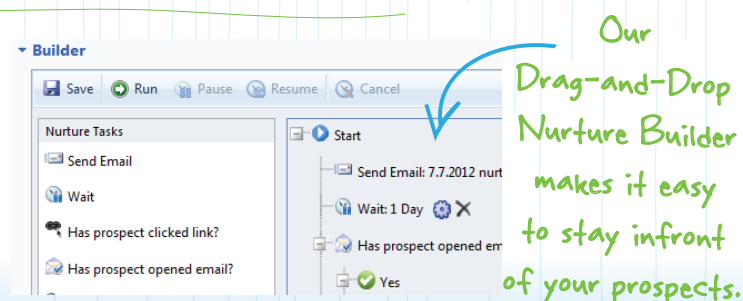 Builder
Save Run Pause Resume Cancel
Nurture Tasks
Send Email
Wait
Has prospect clicked link?
Has prospect opened email?
Start
Send Email: 7.7.2012 nurt
Wait: 1 Day
Has prospect opened em
Yes
Our
Drag-and-Drop
Nurture Builder
makes it easy
to stay infront
of your prospects.